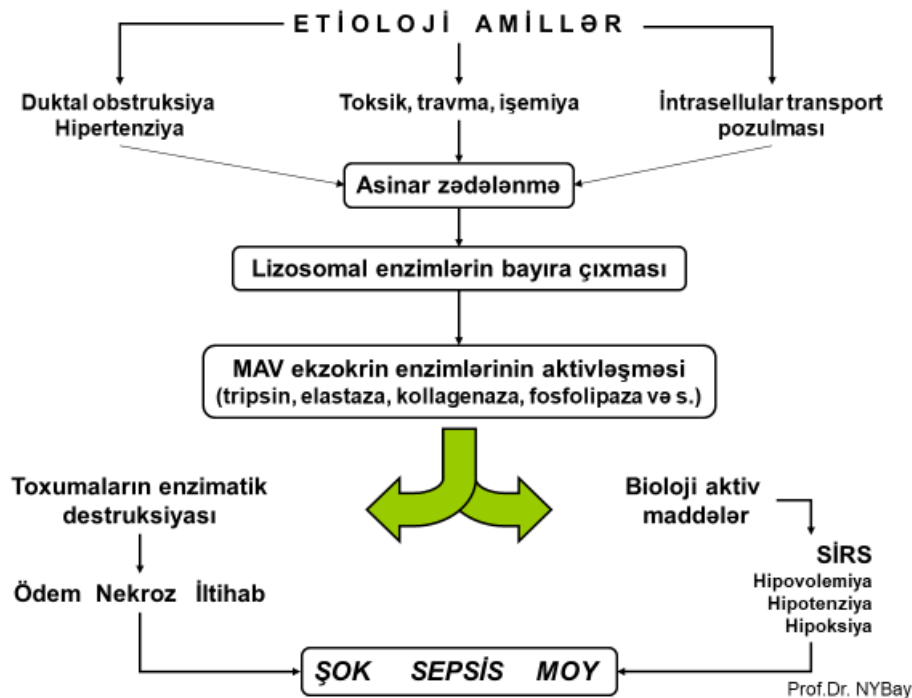 ETİOLOJİ AMİLLƏR
Duktal obstruksiya
Hipertenziya
Toksik, travma, işemiya
İntrasellular transport
pozulması
Asinar zədələnmə
Lizosomal enzimlərin bayıra çıxması
MAV ekzokrin enzimlərinin aktivləşməsi
(tripsin, elastaza, kollagenaza, fosfolipaza və s.)
Toxumaların enzimatik
destruksiyası
Bioloji aktiv
maddələr
Ödem Nekroz İltihab
SİRS
Hipovolemiya
Hipotenziya
Hipoksiya
ŞOK SEPSİS MOY
Prof.Dr. NYBay